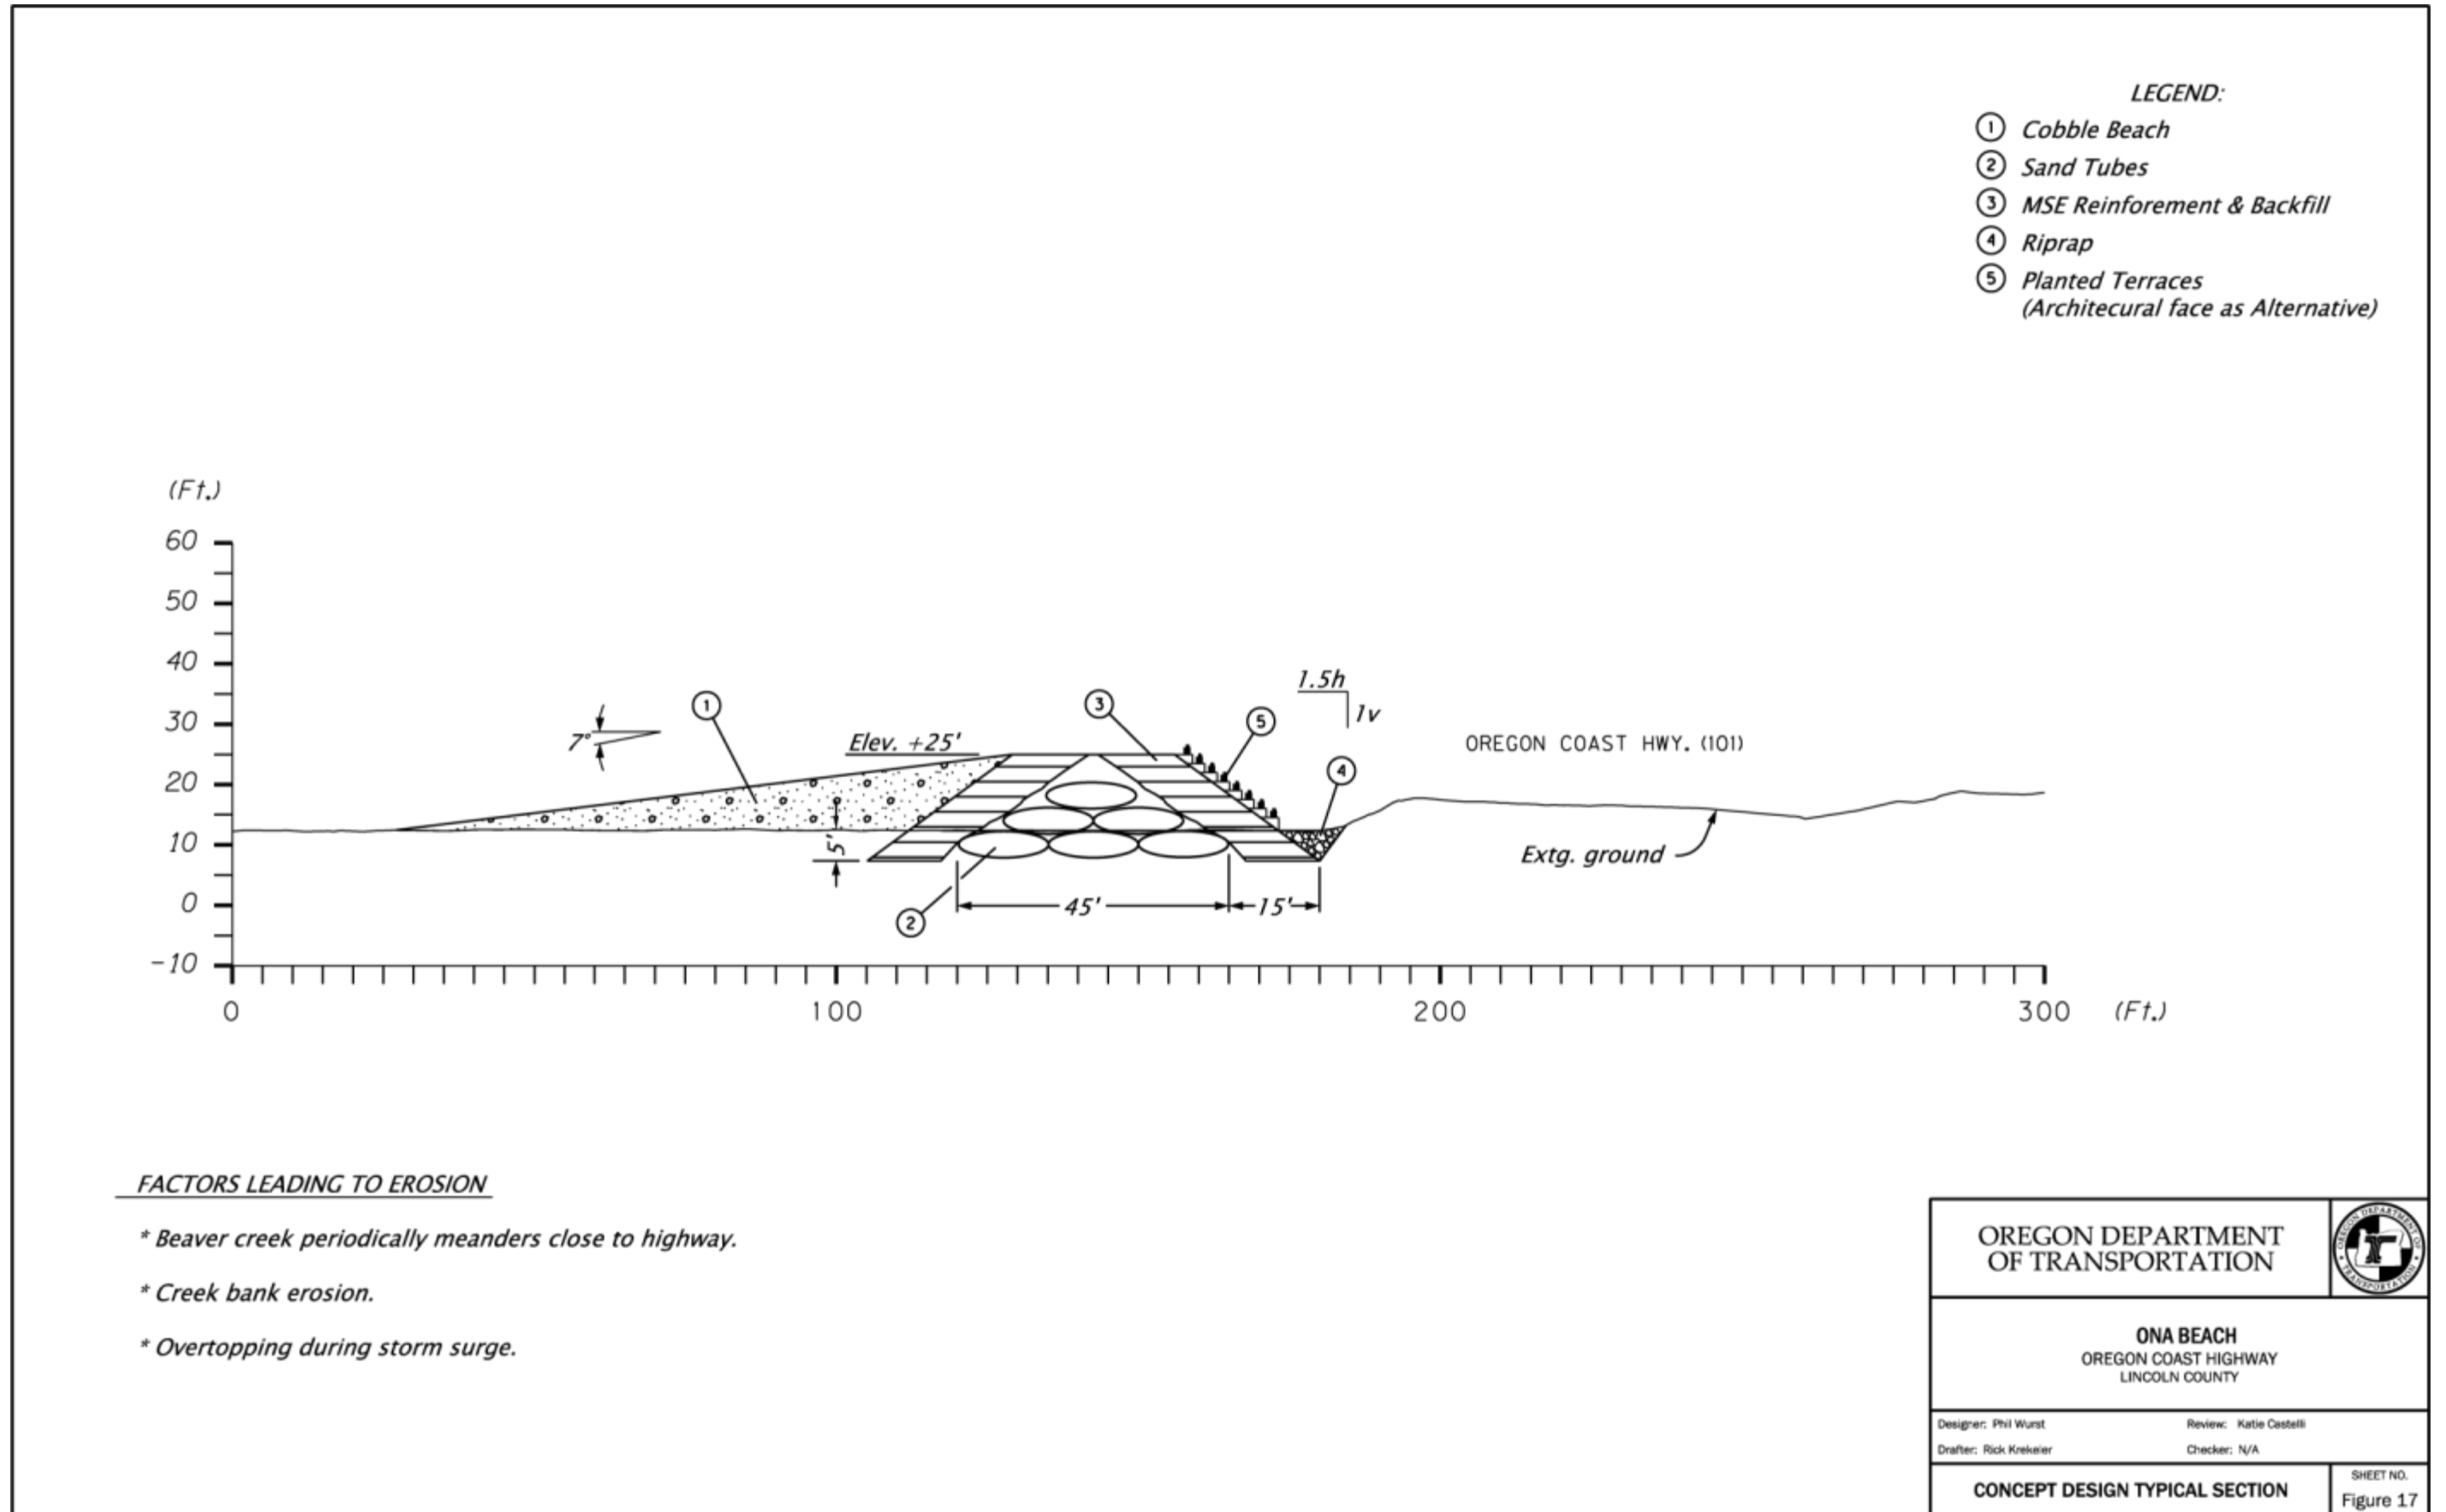 LEGEND:
1 Cobble Beach
2 Sand Tubes
3 MSE Reinforement & Backfill
4 Riprap
5 Planted Terraces
(Architecural face as Alternative)
(Ft.)
60
50
40
30
20
10
0
-10
0
100
200
300
(Ft.)
7°
1
Elev. +25'
3
1.5h
1v
5
4
OREGON COAST HWY. (101)
5'
Extg. ground
2
45'
15'
FACTORS LEADING TO EROSION
* Beaver creek periodically meanders close to highway.
* Creek bank erosion.
* Overtopping during storm surge.
OREGON DEPARTMENT
OF TRANSPORTATION
OREGON DEPARTMENT OF
TRANSPORTATION
ONA BEACH
OREGON COAST HIGHWAY
LINCOLN COUNTY
Designer: Phil Wurst
Review: Katie Castelli
Drafter: Rick Krekeler
Checker: N/A
CONCEPT DESIGN TYPICAL SECTION
SHEET NO.
Figure 17